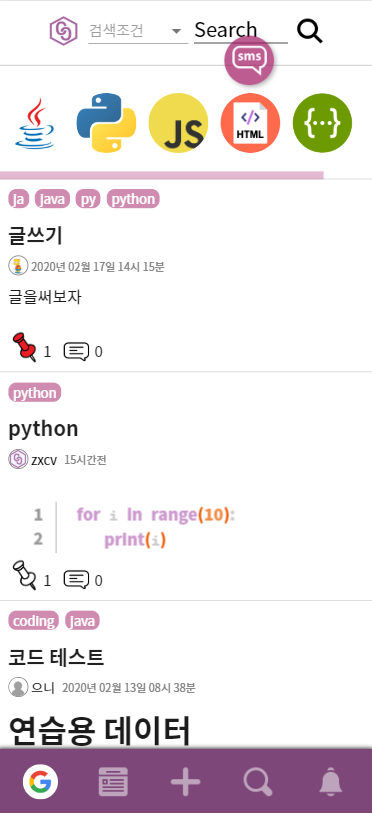 검색조건 Search
sms
Java JS HTML
ja java py python
글쓰기
2020년 02월 17일 14시 15분
글을써보자
1 0
python
python
zxcv 15시간전
1 for i in range(10):
2 print(i)
1 0
coding java
코드 테스트
으니 2020년 02월 13일 08시 38분
연습용 데이터
G